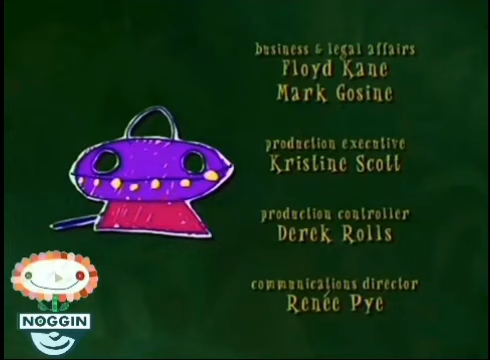 business & legal affairs
Floyd Kane
Mark Gosine
production executive
Kristine Scott
production controller
Derek Rolls
communications director
Renée Pye
NOGGIN